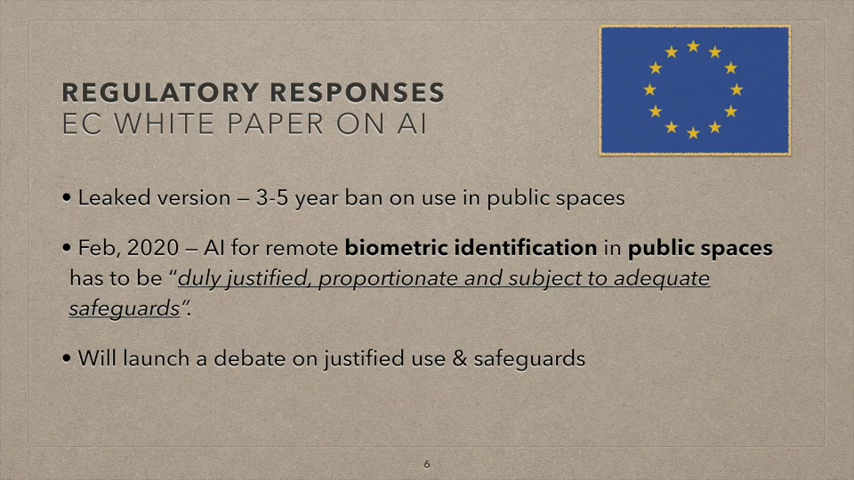 REGULATORY RESPONSES
EC WHITE PAPER ON AI
• Leaked version – 3-5 year ban on use in public spaces
• Feb, 2020 – AI for remote biometric identification in public spaces
has to be “duly justified, proportionate and subject to adequate
safeguards”.
• Will launch a debate on justified use & safeguards
6